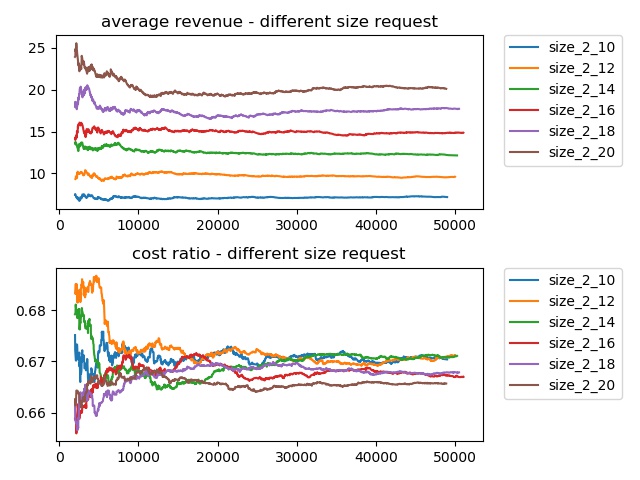 average revenue - different size request
25
20
15
10
0
10000
20000
30000
40000
50000
size_2_10
size_2_12
size_2_14
size_2_16
size_2_18
size_2_20
cost ratio - different size request
0.68
0.67
0.66
0
10000
20000
30000
40000
50000
size_2_10
size_2_12
size_2_14
size_2_16
size_2_18
size_2_20